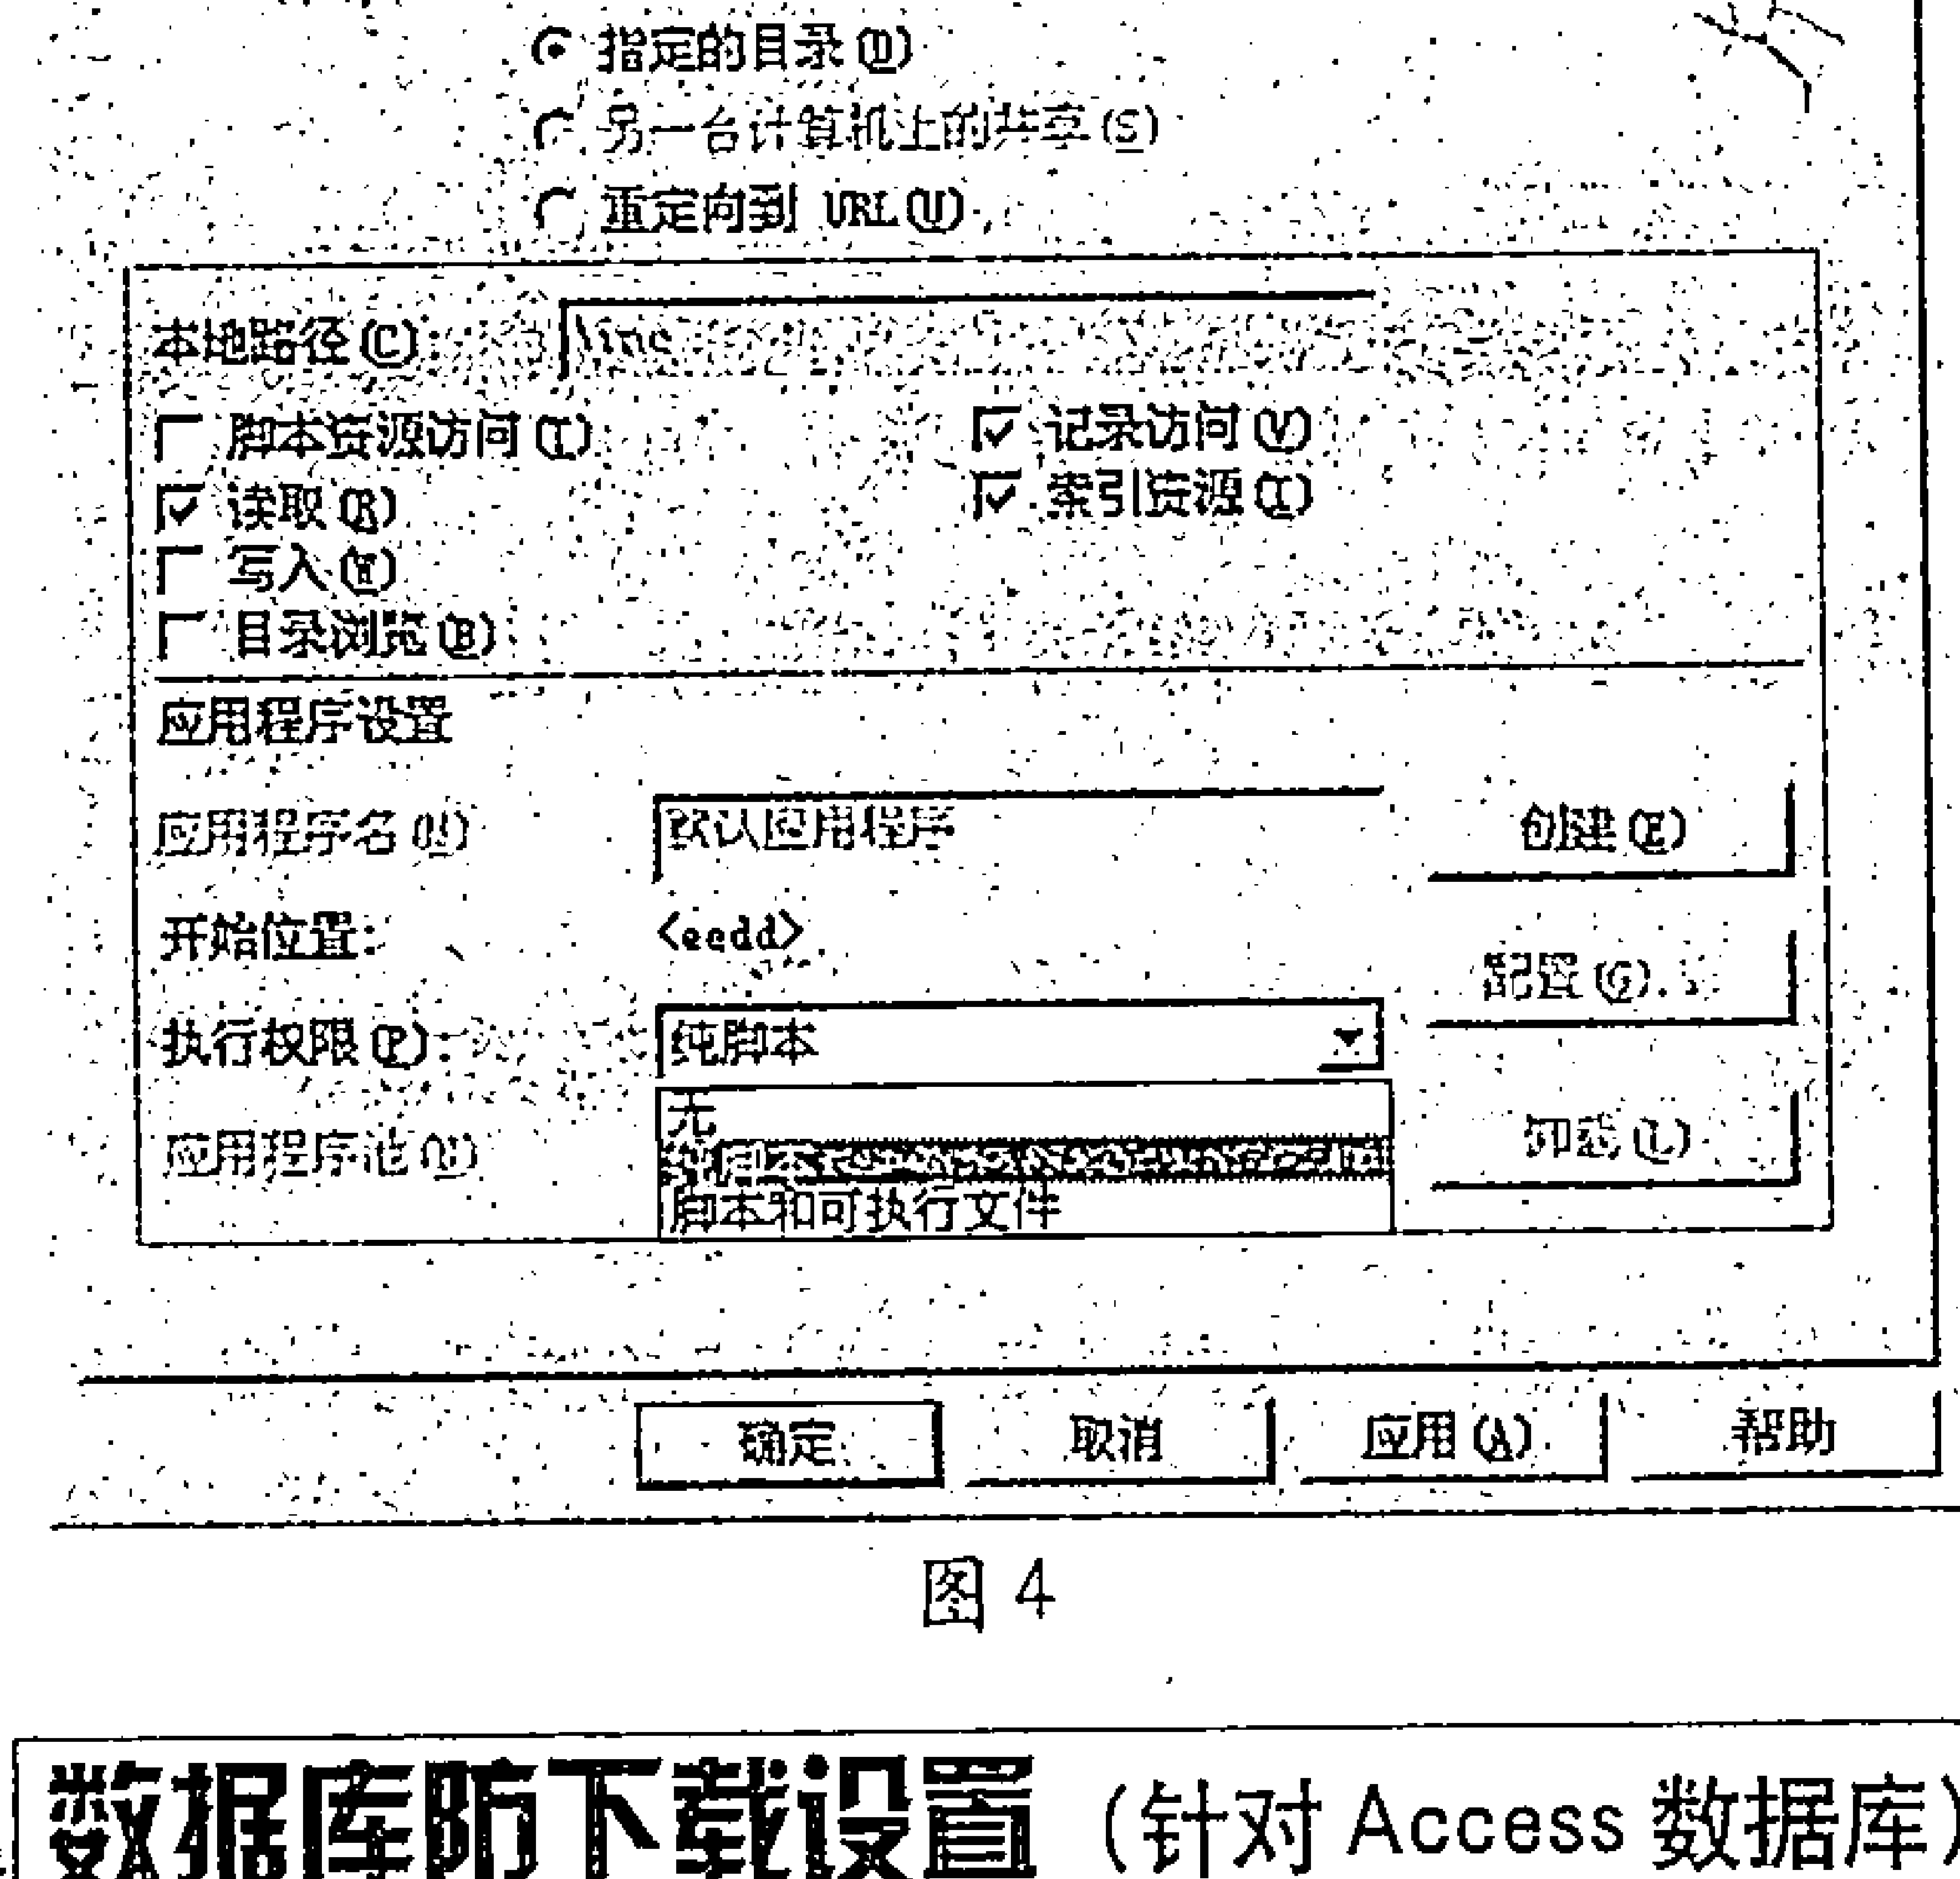 指定的目录(D)
另一台计算机上的共享(S)
重定向到 URL(U)
本地路径(C): \inc
脚本资源访问(T) 记录访问(V)
读取(R) 索引资源(I)
写入(W)
目录浏览(B)
应用程序设置
应用程序名(M) 默认应用程序 创建(E)
开始位置: <eedd>
配置(G)...
执行权限(P): 纯脚本
无
应用程序池(N) 纯脚本 卸载(L)
脚本和可执行文件
确定 取消 应用(A) 帮助
图 4
数据库防下载设置（针对 Access 数据库）